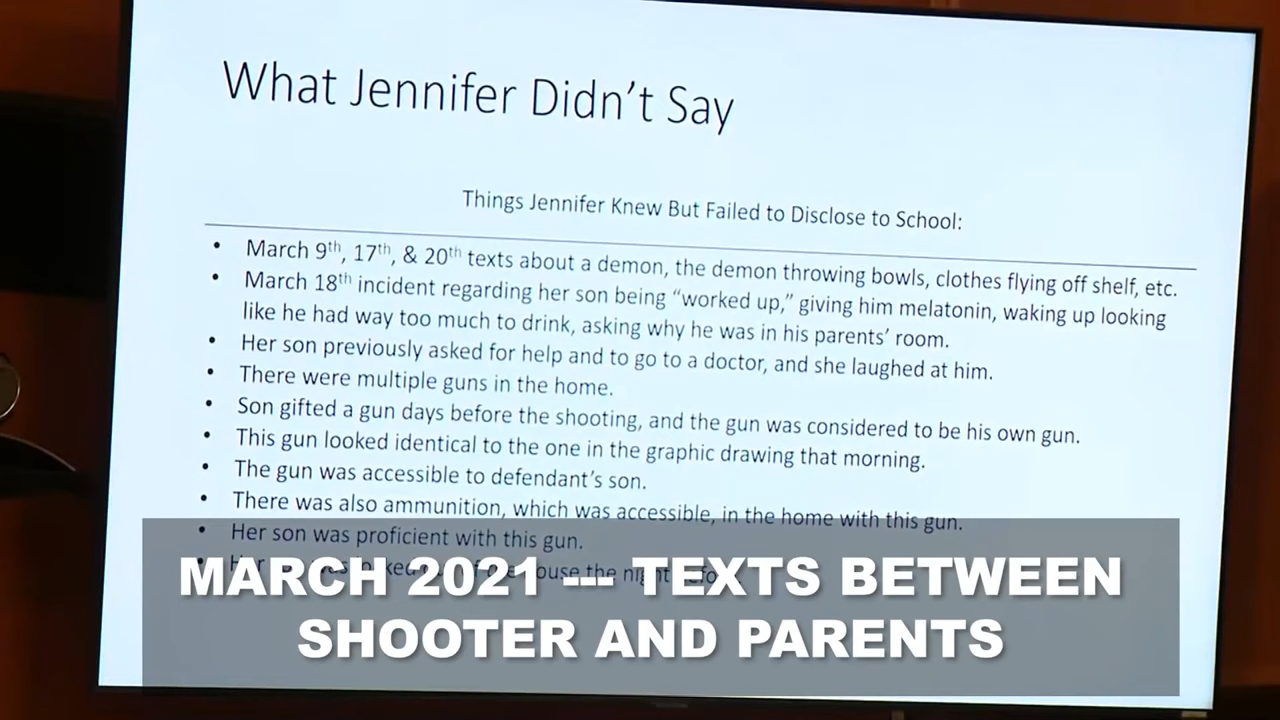 What Jennifer Didn't Say
Things Jennifer Knew But Failed to Disclose to School:
• March 9th, 17th, & 20th texts about a demon, the demon throwing bowls, clothes flying off shelf, etc.
• March 18th incident regarding her son being “worked up,” giving him melatonin, waking up looking
like he had way too much to drink, asking why he was in his parents’ room.
• Her son previously asked for help and to go to a doctor, and she laughed at him.
• There were multiple guns in the home.
• Son gifted a gun days before the shooting, and the gun was considered to be his own gun.
• This gun looked identical to the one in the graphic drawing that morning.
• The gun was accessible to defendant’s son.
• There was also ammunition, which was accessible, in the home with this gun.
• Her son was proficient with this gun.
• Her the night
MARCH 2021 --- TEXTS BETWEEN
SHOOTER AND PARENTS